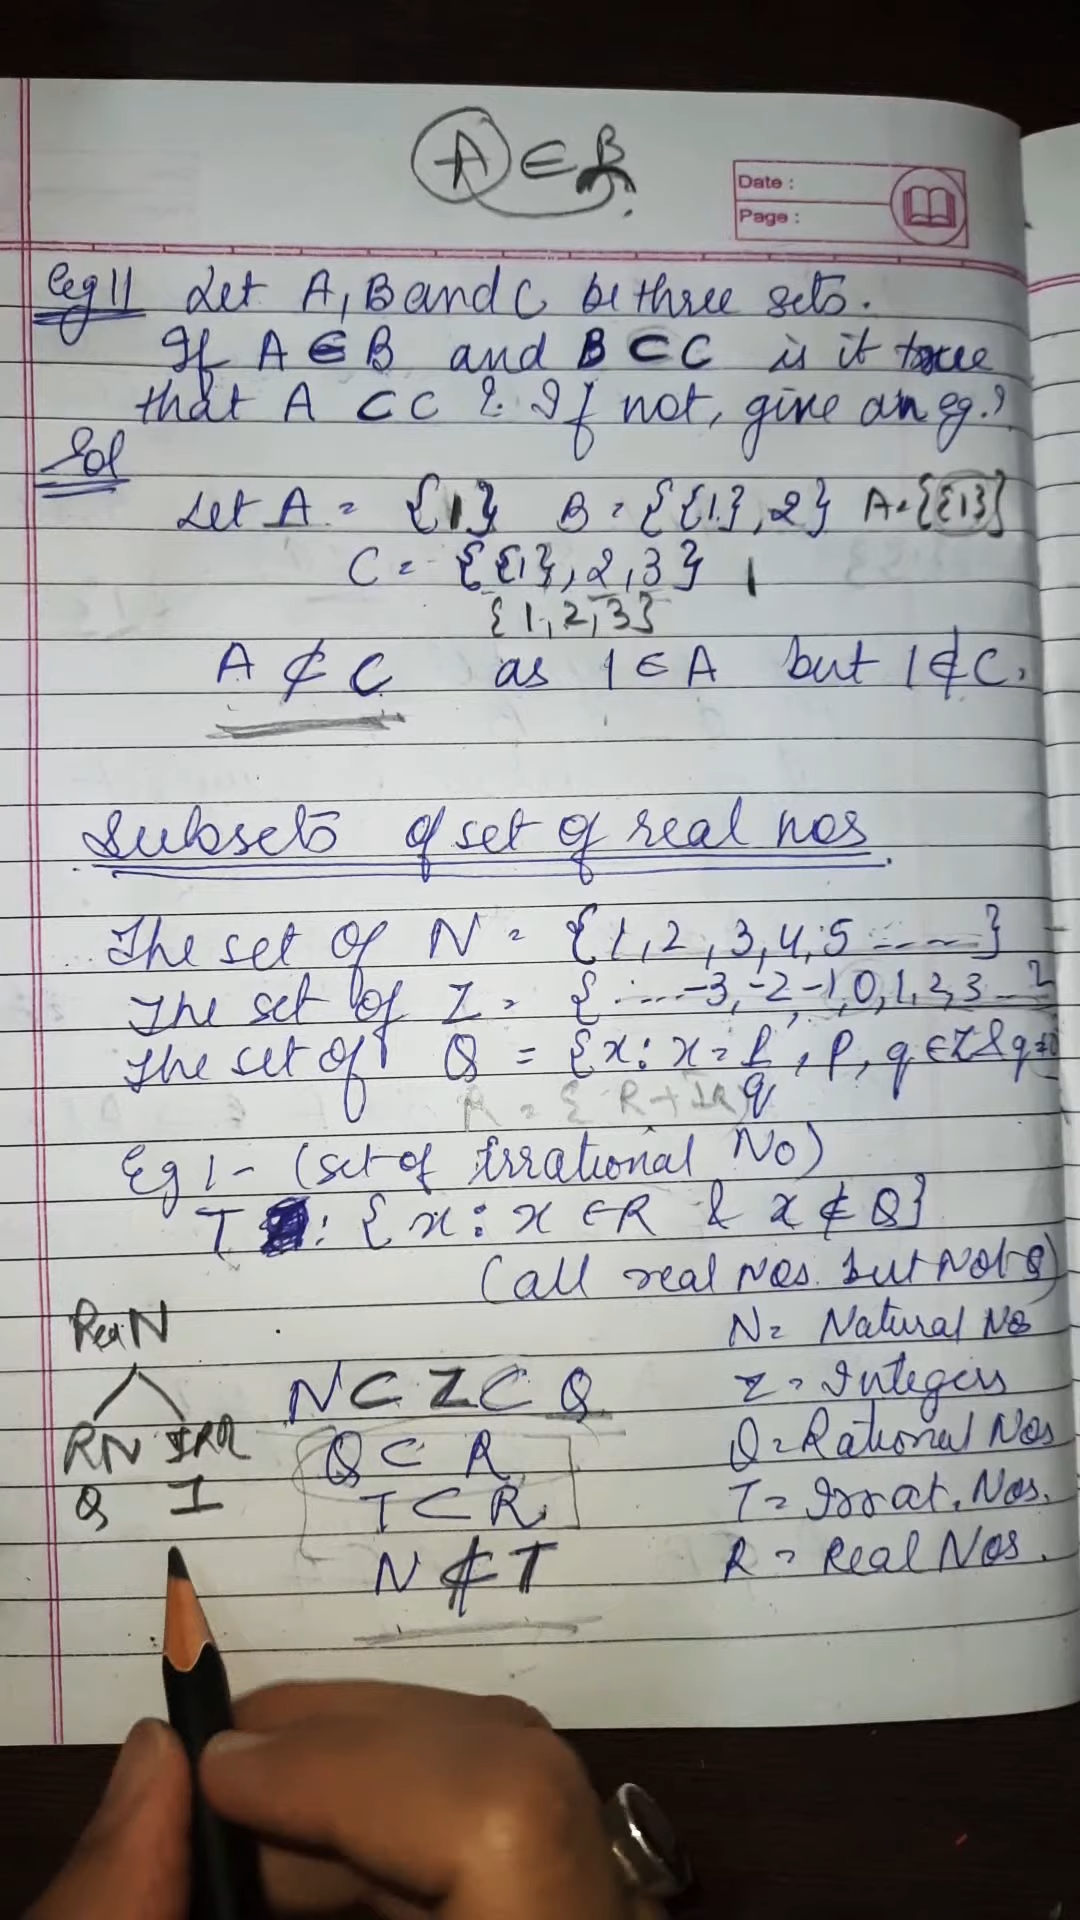 A ∈ B
Date :
Page :
Eg 11 Let A, B and C be three sets.
If A ∈ B and B ⊂ C is it true
that A ⊂ C ? If not, give an eg.?
Sol
Let A = {1} B = {{1}, 2} A = {{1}}
C = {{1}, 2, 3}
{1, 2, 3}
A ⊄ C as 1 ∈ A but 1 ∉ C.
Subsets of set of real nos
The set of N = {1, 2, 3, 4, 5 ......}
The set of Z = {.....-3, -2, -1, 0, 1, 2, 3 ...}
The set of Q = {x : x = p/q, p, q ∈ Z & q ≠ 0
R = { R + IR
Eg 1- (set of Irrational No)
T : {x : x ∈ R & x ∉ Q}
(all real Nos. but Not Q)
N = Natural Nos
Z = Integers
Q = Rational Nos
T = Irrat. Nos.
R = Real Nos.
Rea N
RN IRR
Q I
N ⊂ Z ⊂ Q
Q ⊂ R
T ⊂ R
N ⊄ T